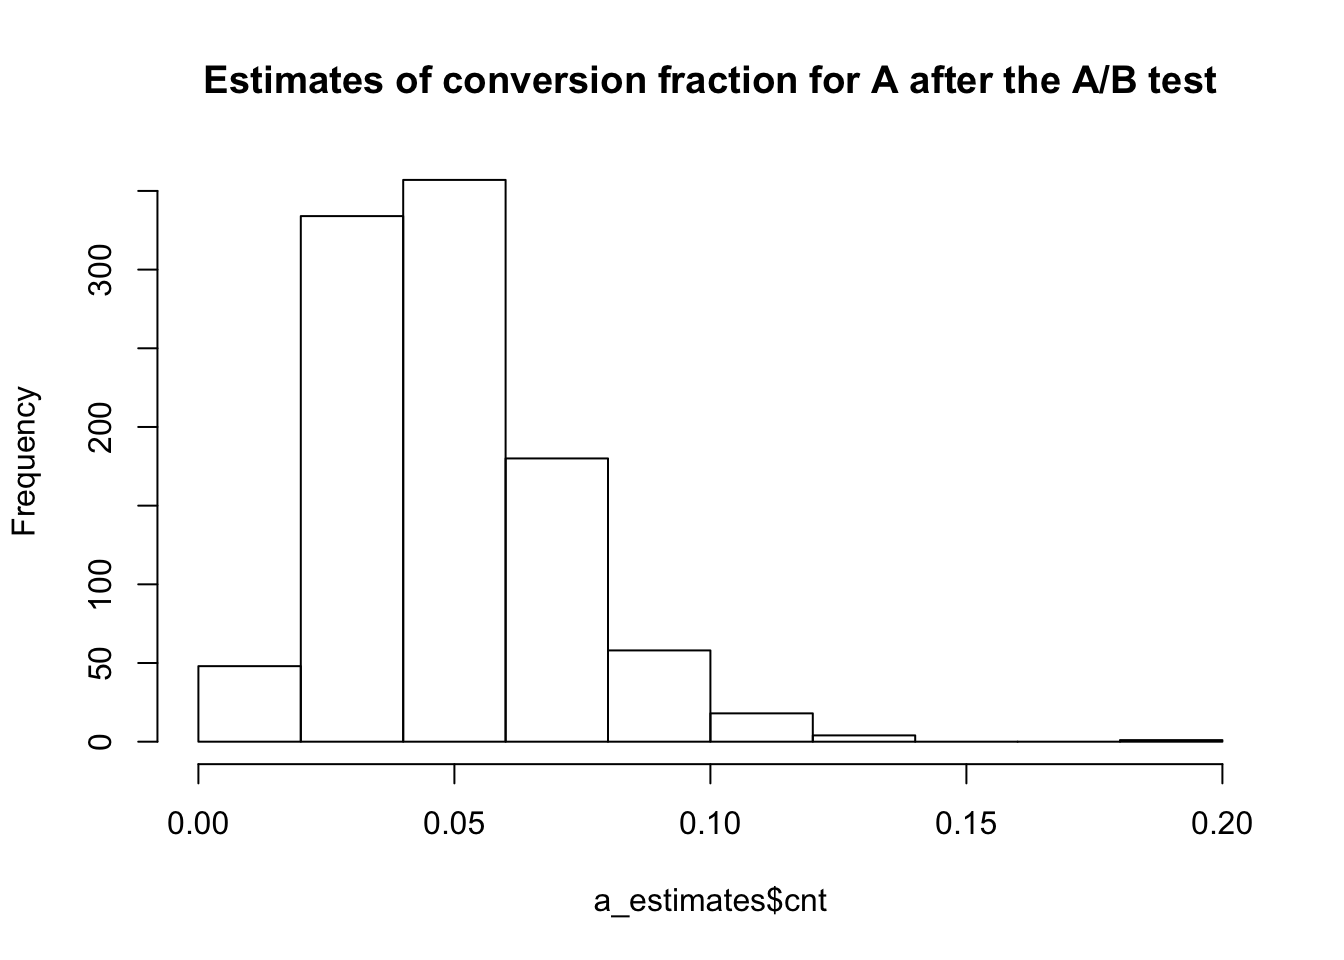 Estimates of conversion fraction for A after the A/B test
Frequency
300
200
100
50
0
0.00 0.05 0.10 0.15 0.20
a_estimates$cnt